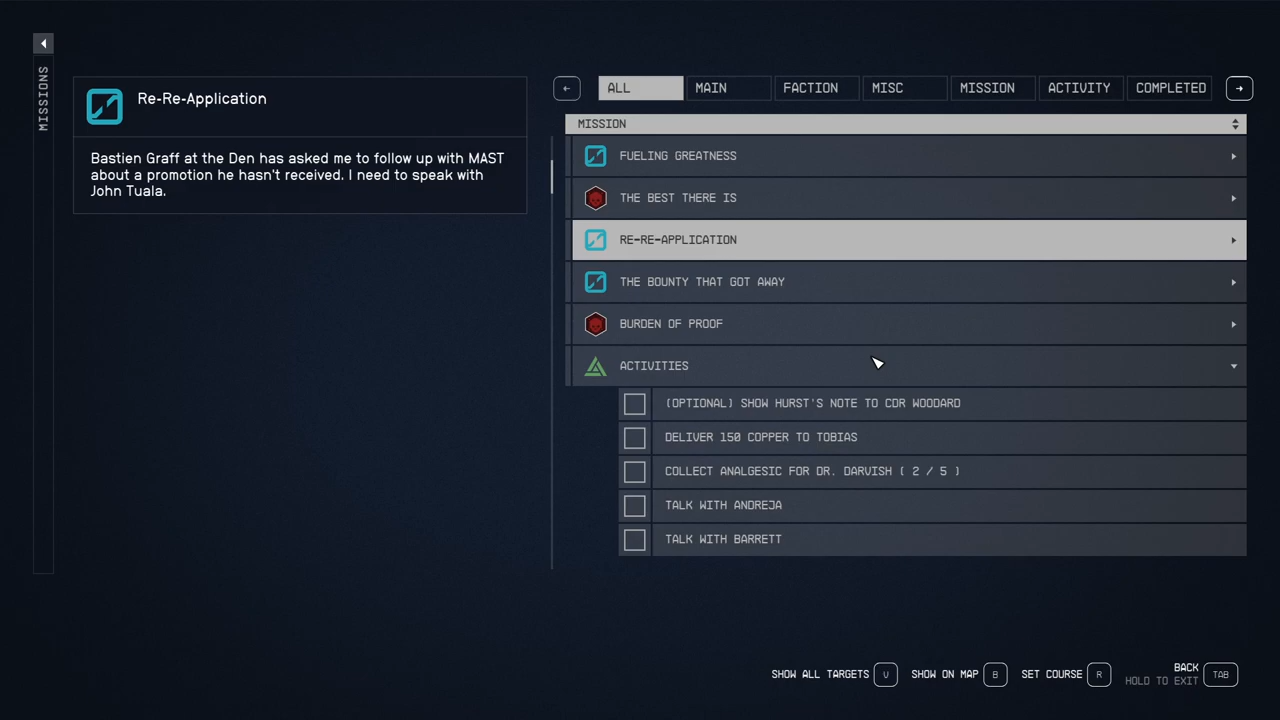 MISSIONS
Re-Re-Application
Bastien Graff at the Den has asked me to follow up with MAST
about a promotion he hasn't received. I need to speak with
John Tuala.
ALL
MAIN
FACTION
MISC
MISSION
ACTIVITY
COMPLETED
MISSION
FUELING GREATNESS
THE BEST THERE IS
RE-RE-APPLICATION
THE BOUNTY THAT GOT AWAY
BURDEN OF PROOF
ACTIVITIES
(OPTIONAL) SHOW HURST'S NOTE TO CDR WOODARD
DELIVER 150 COPPER TO TOBIAS
COLLECT ANALGESIC FOR DR. DARVISH ( 2 / 5 )
TALK WITH ANDREJA
TALK WITH BARRETT
SHOW ALL TARGETS V
SHOW ON MAP B
SET COURSE R
BACK
HOLD TO EXIT TAB